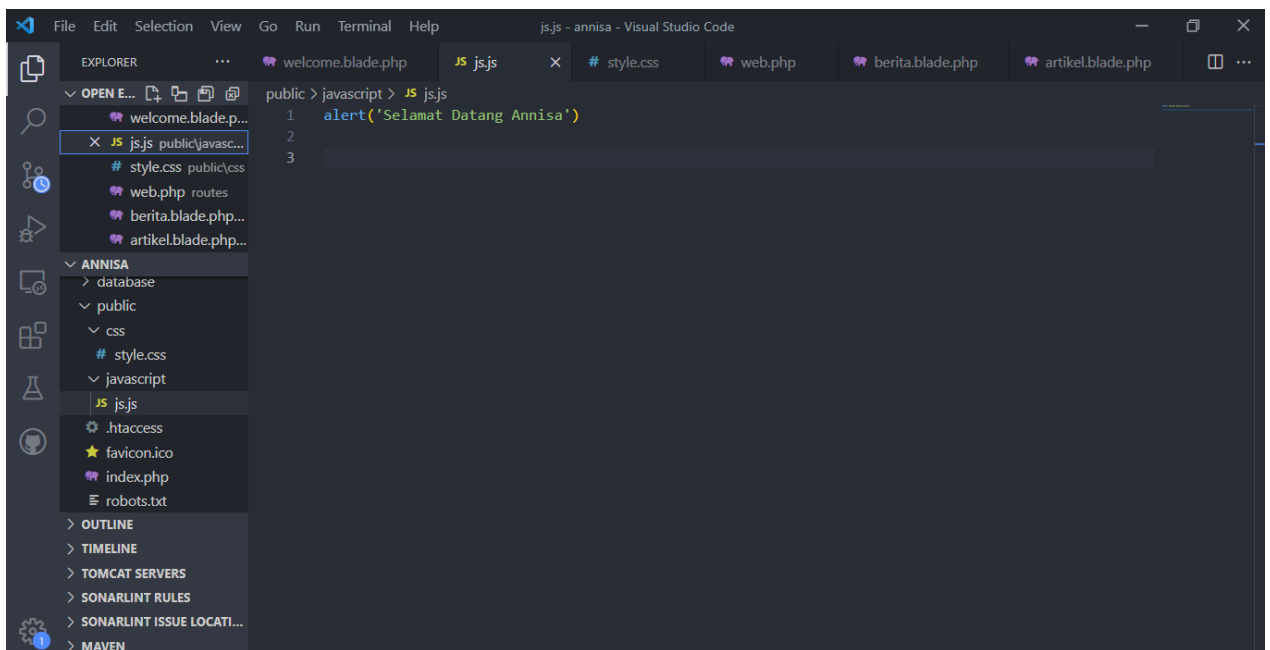 File Edit Selection View Go Run Terminal Help js.js - annisa - Visual Studio Code
EXPLORER
welcome.blade.php JS js.js # style.css web.php berita.blade.php artikel.blade.php
OPEN E...
welcome.blade.p...
JS js.js public\javasc...
# style.css public\css
web.php routes
berita.blade.php...
artikel.blade.php...
ANNISA
database
public
css
# style.css
javascript
JS js.js
.htaccess
favicon.ico
index.php
robots.txt
OUTLINE
TIMELINE
TOMCAT SERVERS
SONARLINT RULES
SONARLINT ISSUE LOCATI...
MAVEN
1
public > javascript > JS js.js
1 alert('Selamat Datang Annisa')
2
3